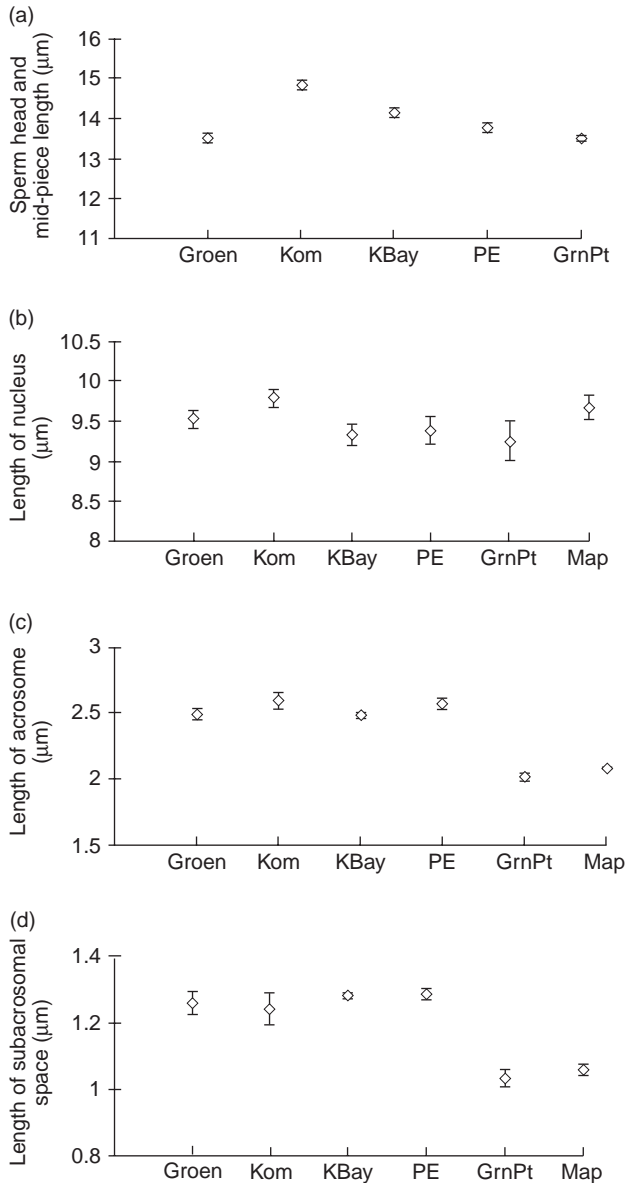 (a)
Sperm head and
mid-piece length (μm)
16
15
14
13
12
11
Groen Kom KBay PE GrnPt
(b)
Length of nucleus
(μm)
10.5
10
9.5
9
8.5
8
Groen Kom KBay PE GrnPt Map
(c)
Length of acrosome
(μm)
3
2.5
2
1.5
Groen Kom KBay PE GrnPt Map
(d)
Length of subacrosomal
space (μm)
1.4
1.2
1
0.8
Groen Kom KBay PE GrnPt Map